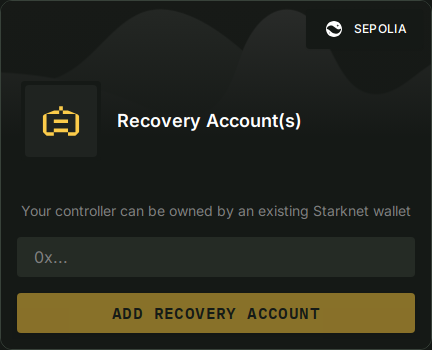 SEPOLIA
Recovery Account(s)
Your controller can be owned by an existing Starknet wallet
0x...
ADD RECOVERY ACCOUNT